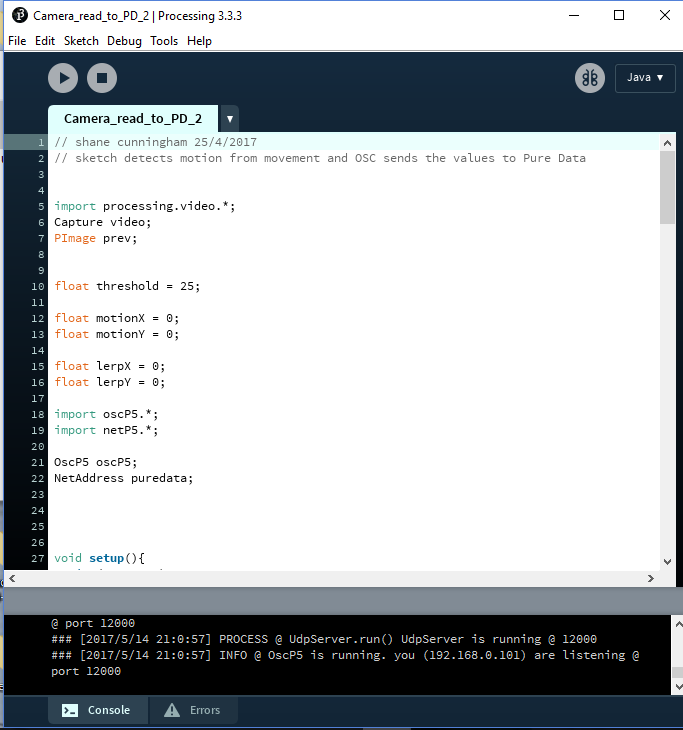 Camera_read_to_PD_2 | Processing 3.3.3
File Edit Sketch Debug Tools Help
Java ▼
Camera_read_to_PD_2 ▼
1 // shane cunningham 25/4/2017
2 // sketch detects motion from movement and OSC sends the values to Pure Data
3
4
5 import processing.video.*;
6 Capture video;
7 PImage prev;
8
9
10 float threshold = 25;
11
12 float motionX = 0;
13 float motionY = 0;
14
15 float lerpX = 0;
16 float lerpY = 0;
17
18 import oscP5.*;
19 import netP5.*;
20
21 OscP5 oscP5;
22 NetAddress puredata;
23
24
25
26
27 void setup(){
@ port 12000
### [2017/5/14 21:0:57] PROCESS @ UdpServer.run() UdpServer is running @ 12000
### [2017/5/14 21:0:57] INFO @ OscP5 is running. you (192.168.0.101) are listening @
port 12000
Console Errors